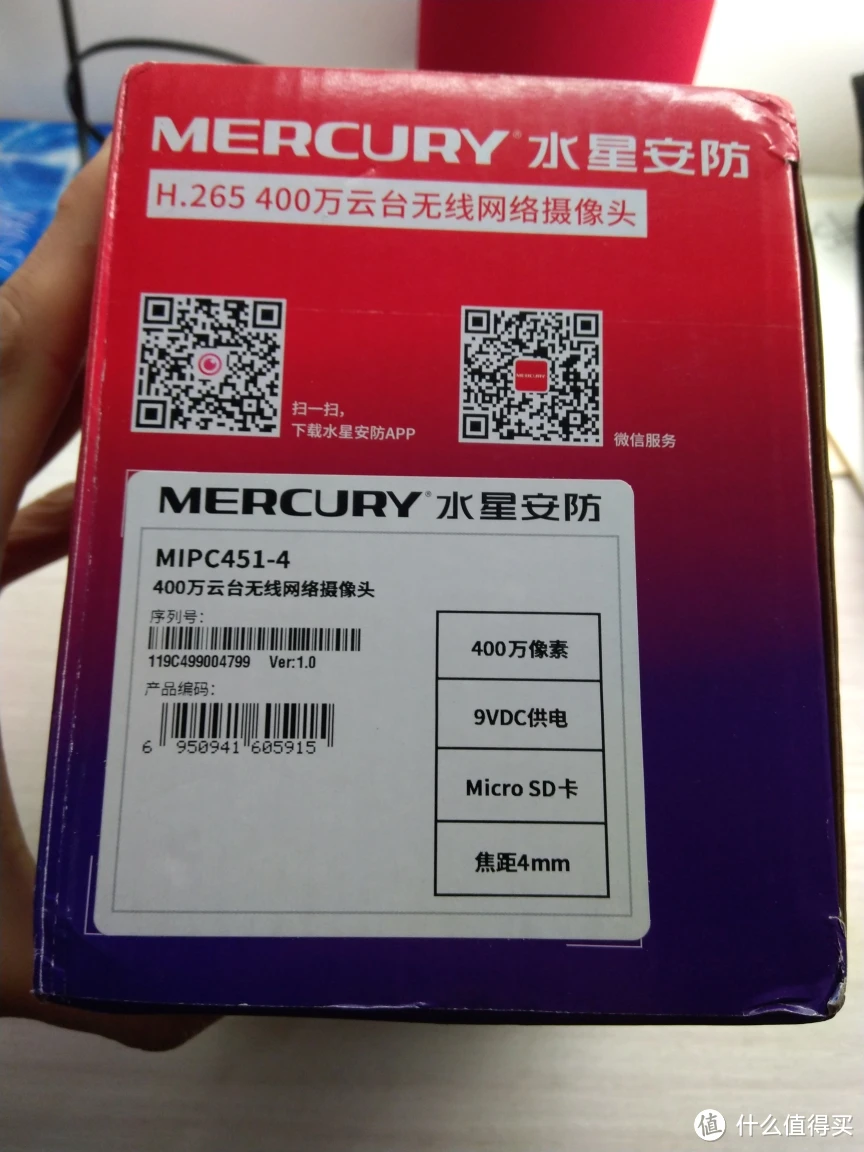 MERCURY® 水星安防
H.265 400万云台无线网络摄像头
扫一扫，
下载水星安防APP
MERCURY
微信服务
MERCURY® 水星安防
MIPC451-4
400万云台无线网络摄像头
序列号：
119C499004799 Ver:1.0
产品编码：
6 950941 605915
400万像素
9VDC供电
Micro SD卡
焦距4mm
值 什么值得买